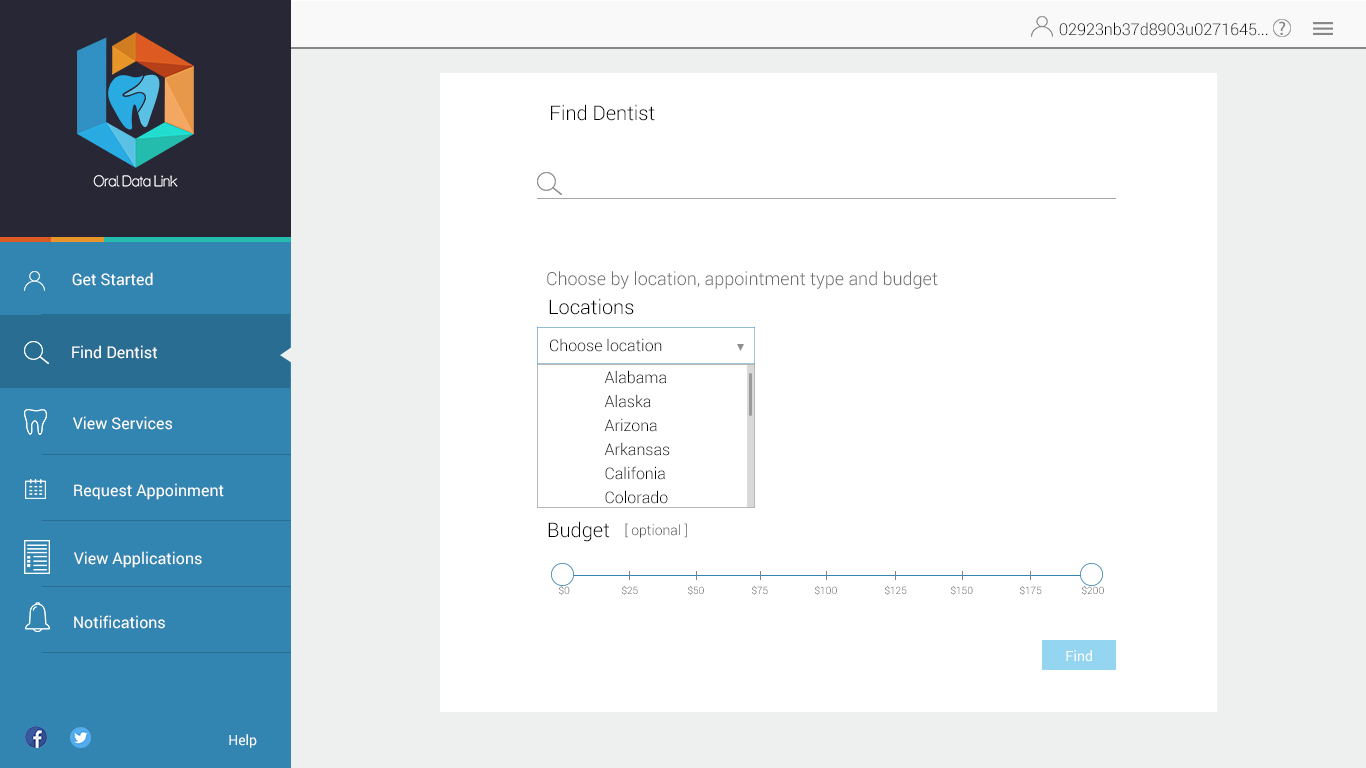 Oral Data Link
Get Started
Find Dentist
View Services
Request Appoinment
View Applications
Notifications
Help
02923nb37d8903u0271645...
?
Find Dentist
Choose by location, appointment type and budget
Locations
Choose location
Alabama
Alaska
Arizona
Arkansas
Califonia
Colorado
Budget [ optional ]
$0 $25 $50 $75 $100 $125 $150 $175 $200
Find